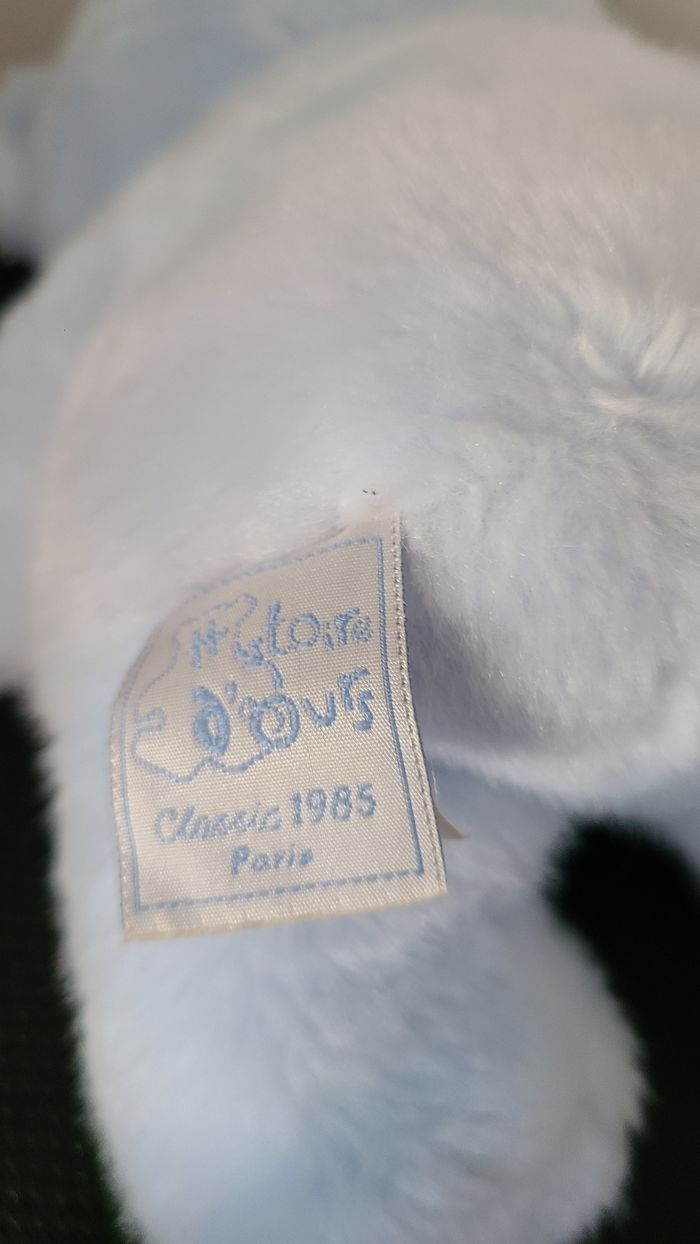 Histoire
d'ours
Classic 1985
Paris